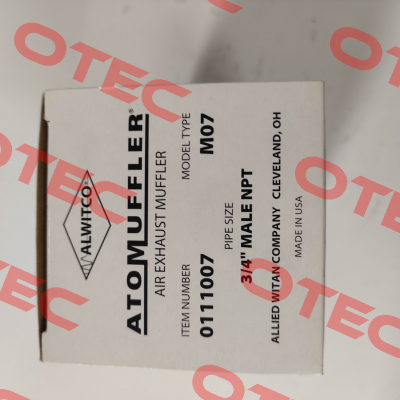 ALWITCO®
ATOMUFFLER®
AIR EXHAUST MUFFLER
ITEM NUMBER MODEL TYPE
0111007 M07
PIPE SIZE
3/4" MALE NPT
ALLIED WITAN COMPANY CLEVELAND, OH
MADE IN USA
OTEC
OTEC
OTEC
OTEC
OTEC
OTEC